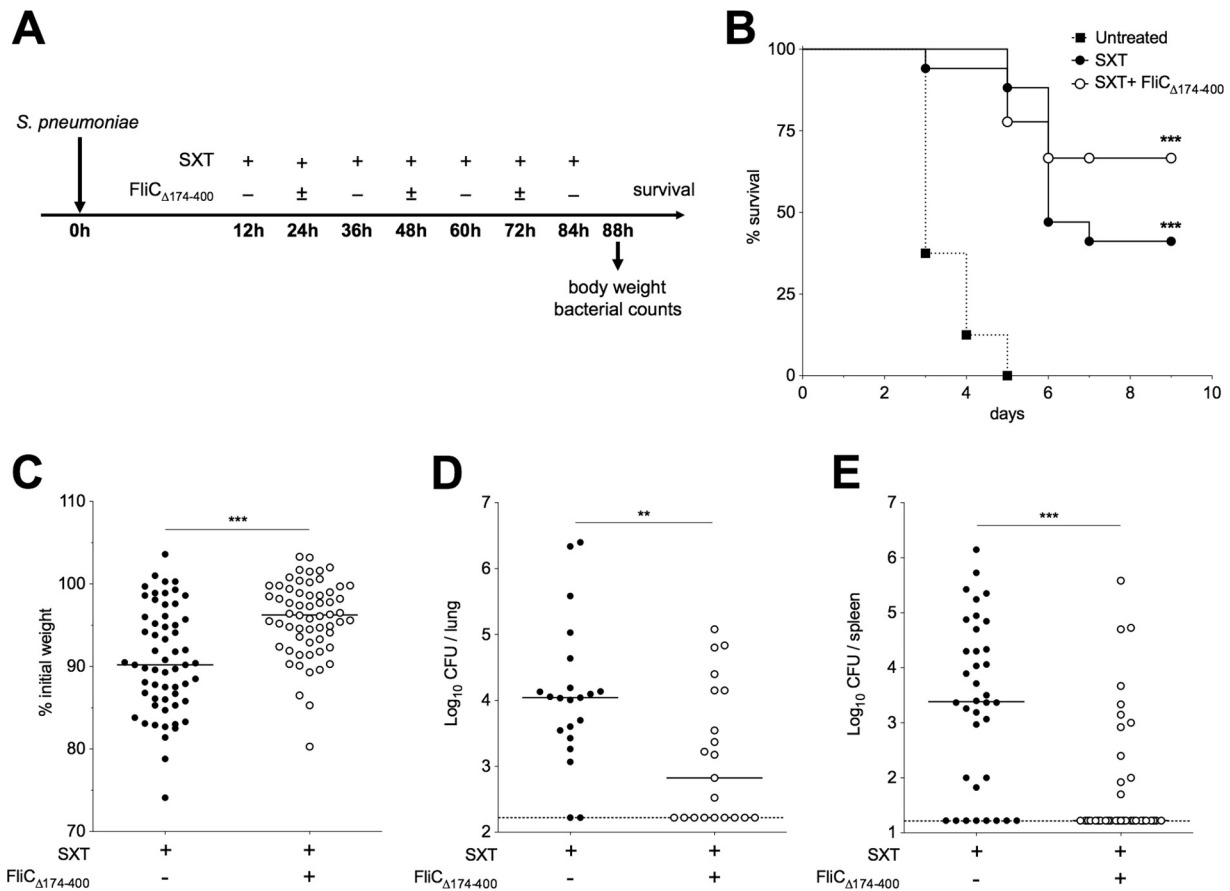 A
S. pneumoniae
SXT + + + + + + +
FliCΔ174-400 – ± – ± – ± – survival
0h 12h 24h 36h 48h 60h 72h 84h 88h
body weight
bacterial counts
B
Untreated
SXT
SXT+ FliCΔ174-400
100
75
50
25
0
% survival
***
***
0 2 4 6 8 10
days
C
110
100
90
80
70
% initial weight
***
SXT + +
FliCΔ174-400 - +
D
7
6
5
4
3
2
Log10 CFU / lung
**
SXT + +
FliCΔ174-400 - +
E
7
6
5
4
3
2
1
Log10 CFU / spleen
***
SXT + +
FliCΔ174-400 - +